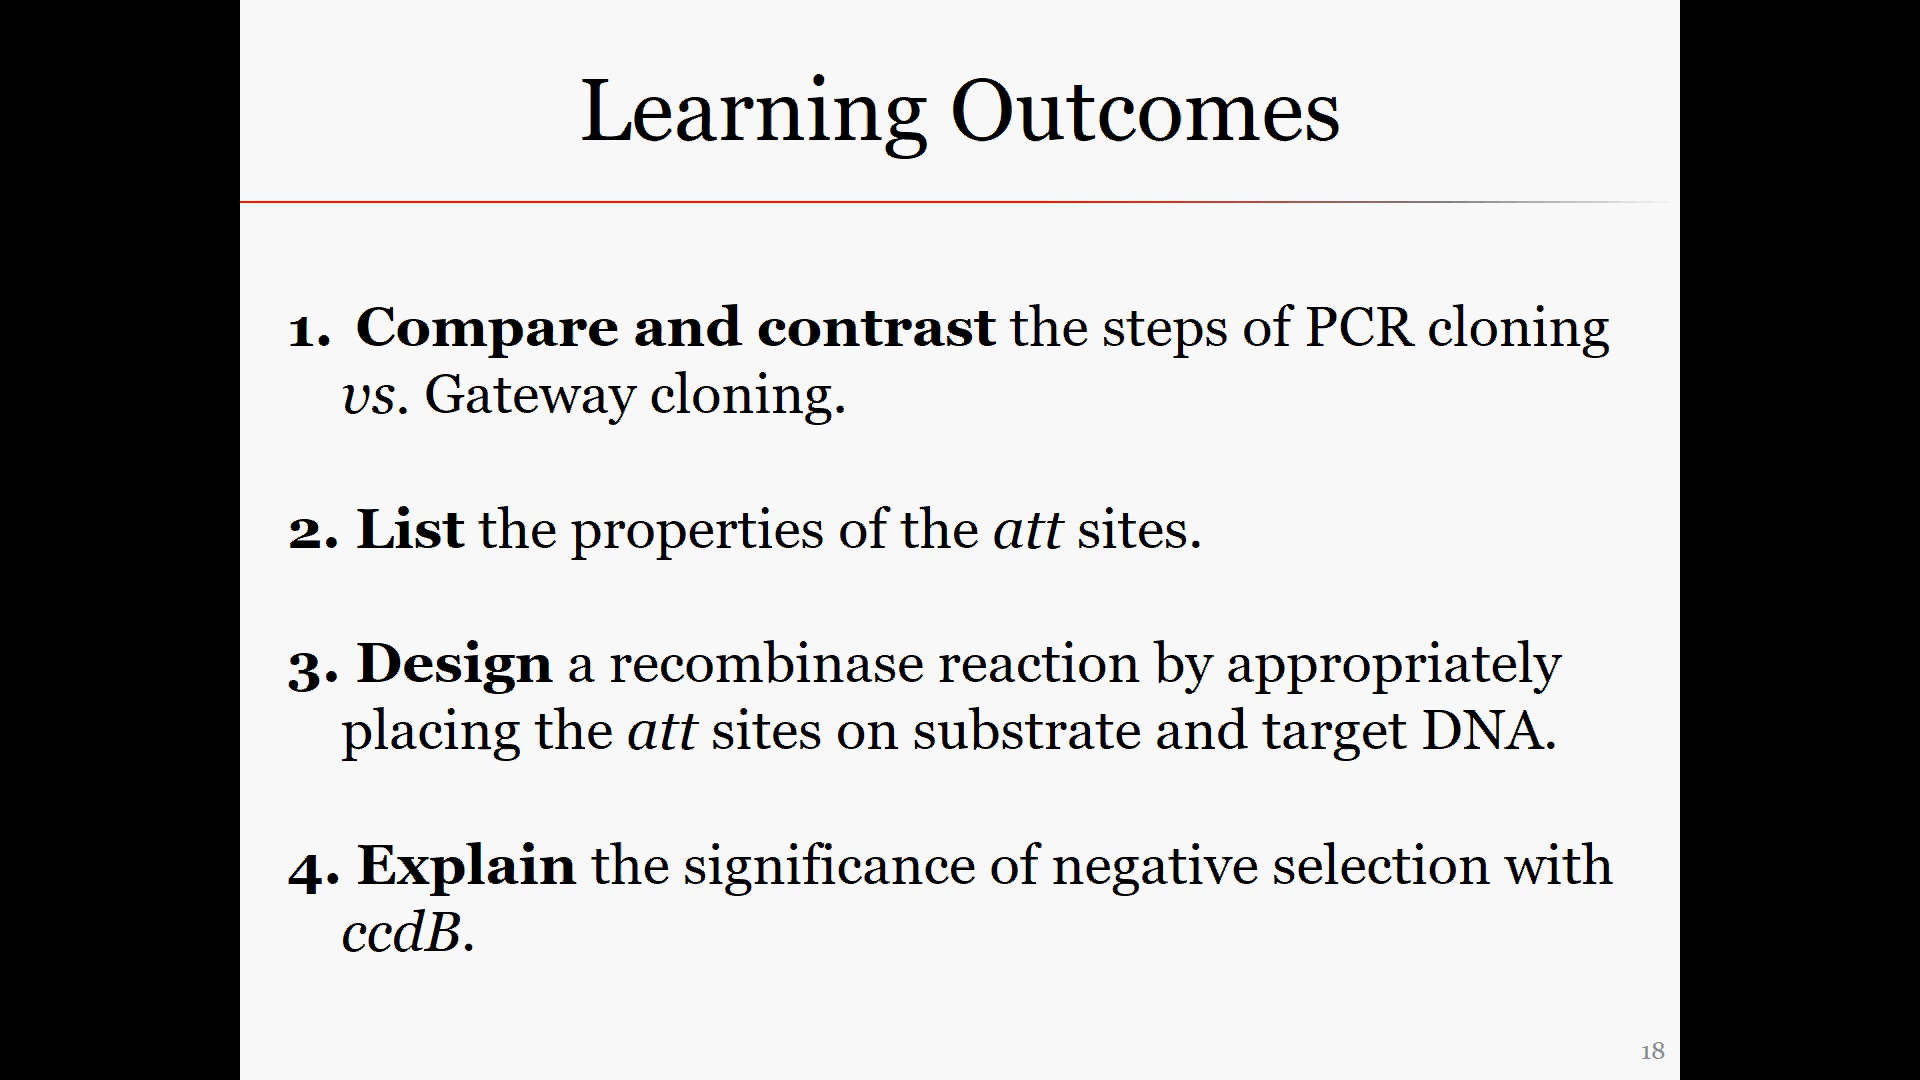 Learning Outcomes
1. Compare and contrast the steps of PCR cloning
vs. Gateway cloning.
2. List the properties of the att sites.
3. Design a recombinase reaction by appropriately
placing the att sites on substrate and target DNA.
4. Explain the significance of negative selection with
ccdB.
18